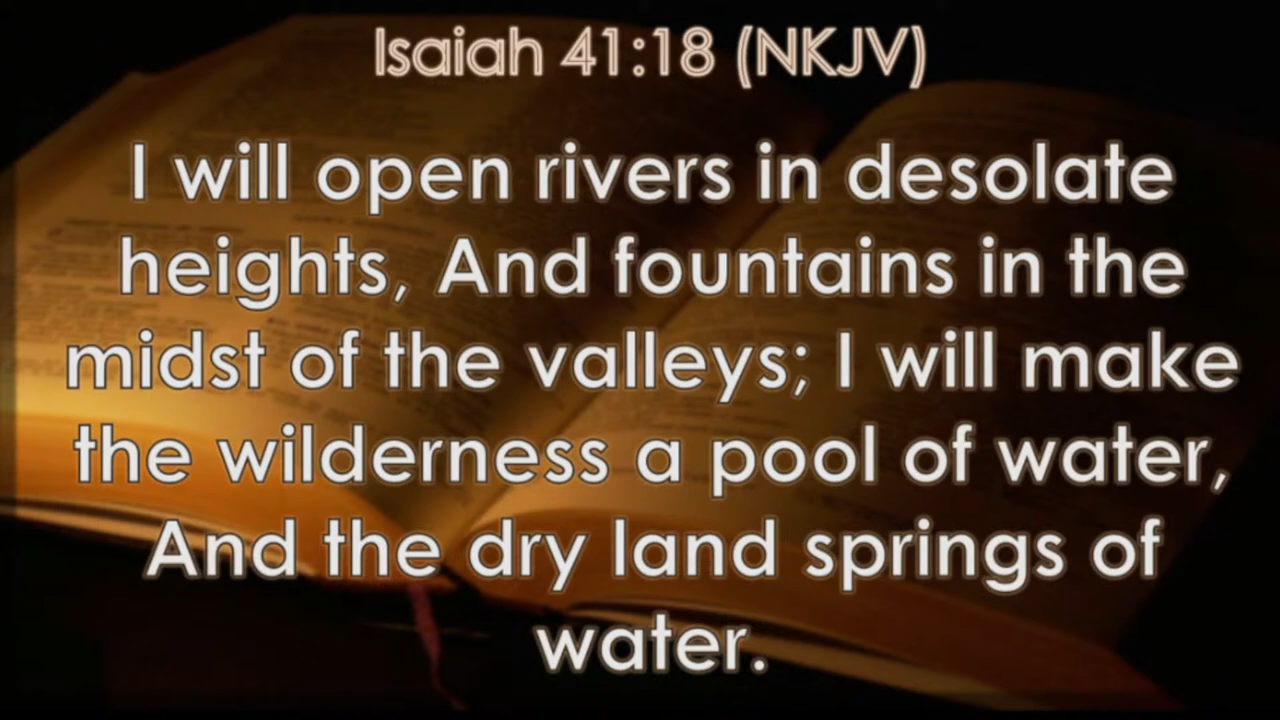 Isaiah 41:18 (NKJV)
I will open rivers in desolate
heights, And fountains in the
midst of the valleys; I will make
the wilderness a pool of water,
And the dry land springs of
water.